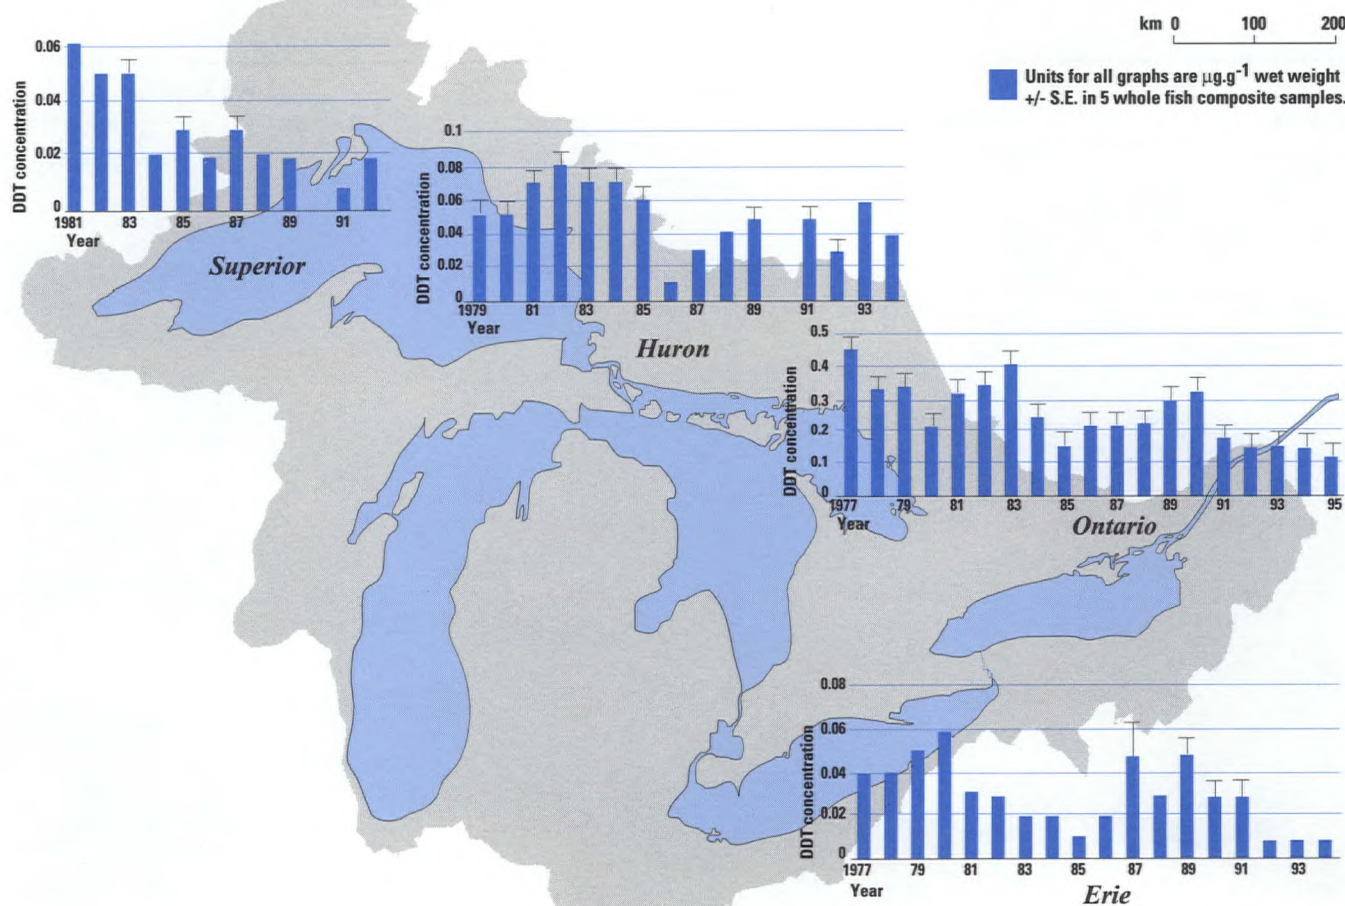 km 0 100 200
Units for all graphs are µg.g⁻¹ wet weight
+/- S.E. in 5 whole fish composite samples.
DDT concentration
0.06
0.04
0.02
0
1981 83 85 87 89 91
Year
Superior
DDT concentration
0.1
0.08
0.06
0.04
0.02
0
1979 81 83 85 87 89 91 93
Year
Huron
DDT concentration
0.5
0.4
0.3
0.2
0.1
0
1977 79 81 83 85 87 89 91 93 95
Year
Ontario
DDT concentration
0.08
0.06
0.04
0.02
0
1977 79 81 83 85 87 89 91 93
Year
Erie